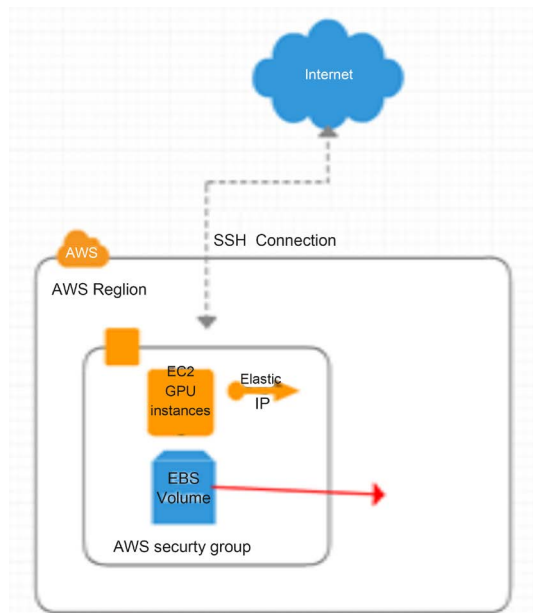 Internet
SSH Connection
AWS
AWS Reglion
EC2
GPU
instances
Elastic
IP
EBS
Volume
AWS securty group